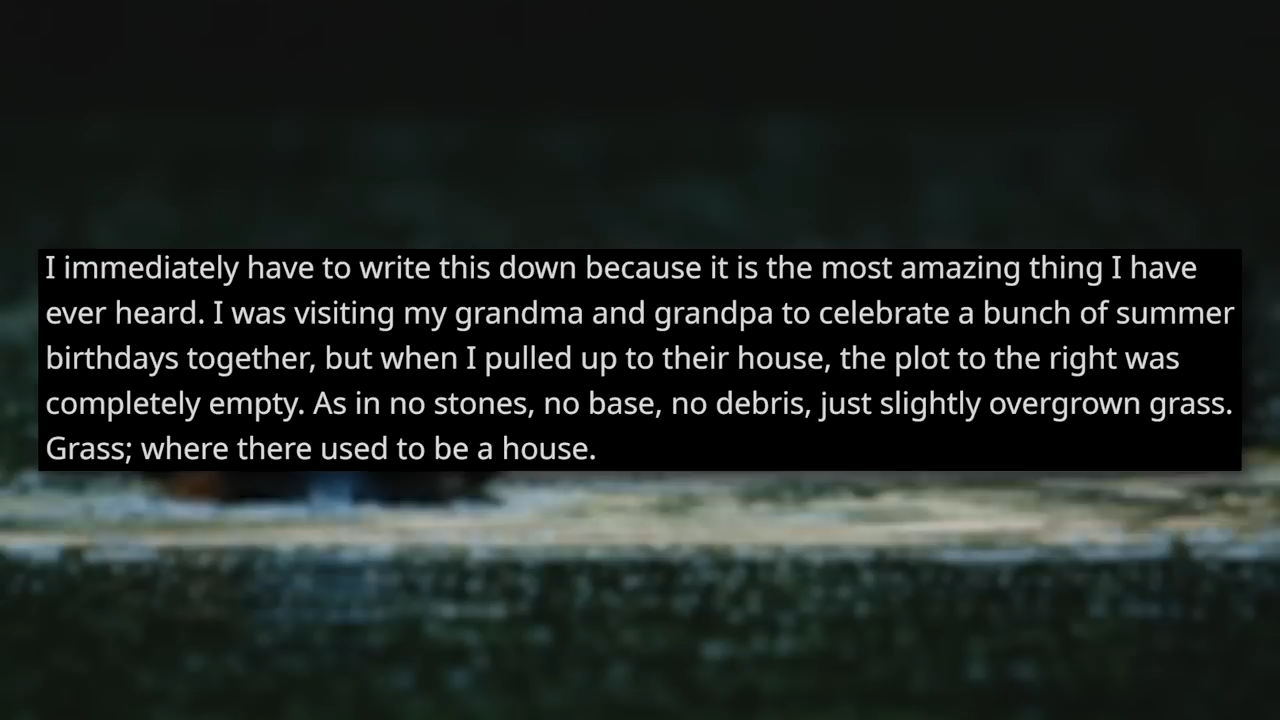 I immediately have to write this down because it is the most amazing thing I have
ever heard. I was visiting my grandma and grandpa to celebrate a bunch of summer
birthdays together, but when I pulled up to their house, the plot to the right was
completely empty. As in no stones, no base, no debris, just slightly overgrown grass.
Grass; where there used to be a house.